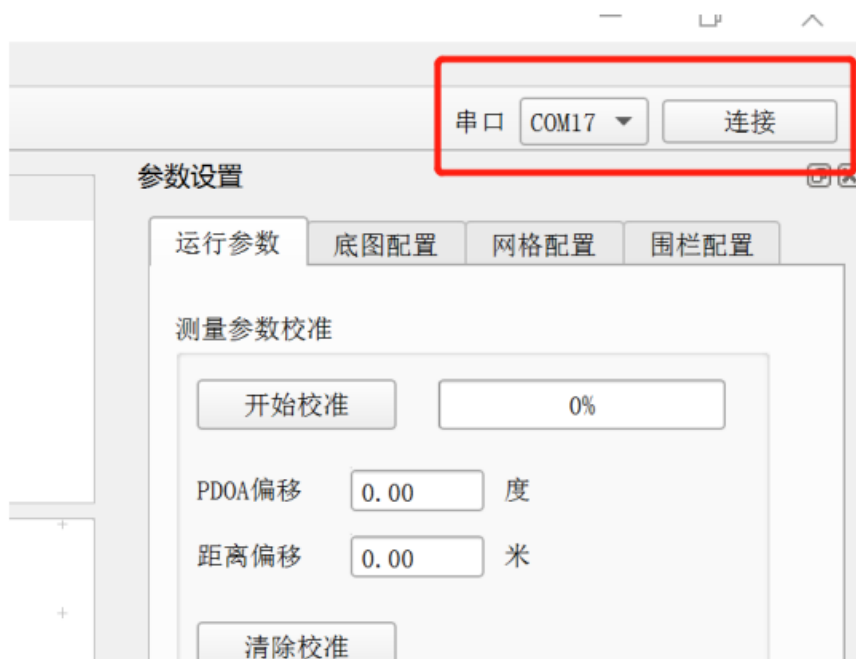 串口 COM17 连接
参数设置
运行参数 底图配置 网格配置 围栏配置
测量参数校准
开始校准 0%
PDOA偏移 0.00 度
距离偏移 0.00 米
清除校准